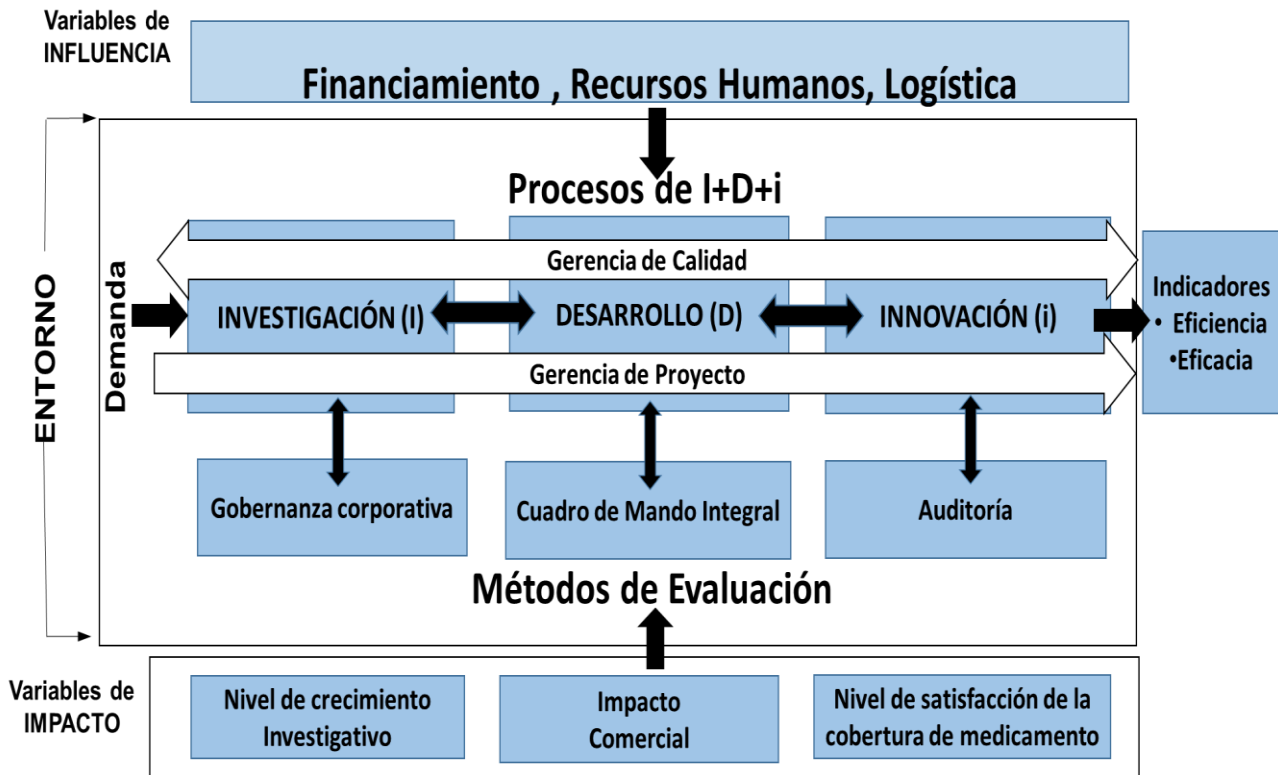 Variables de
INFLUENCIA
Financiamiento , Recursos Humanos, Logística
Procesos de I+D+i
ENTORNO
Demanda
Gerencia de Calidad
INVESTIGACIÓN (I)
DESARROLLO (D)
INNOVACIÓN (i)
Gerencia de Proyecto
Indicadores
• Eficiencia
•Eficacia
Gobernanza corporativa
Cuadro de Mando Integral
Auditoría
Métodos de Evaluación
Variables de
IMPACTO
Nivel de crecimiento
Investigativo
Impacto
Comercial
Nivel de satisfacción de la
cobertura de medicamento